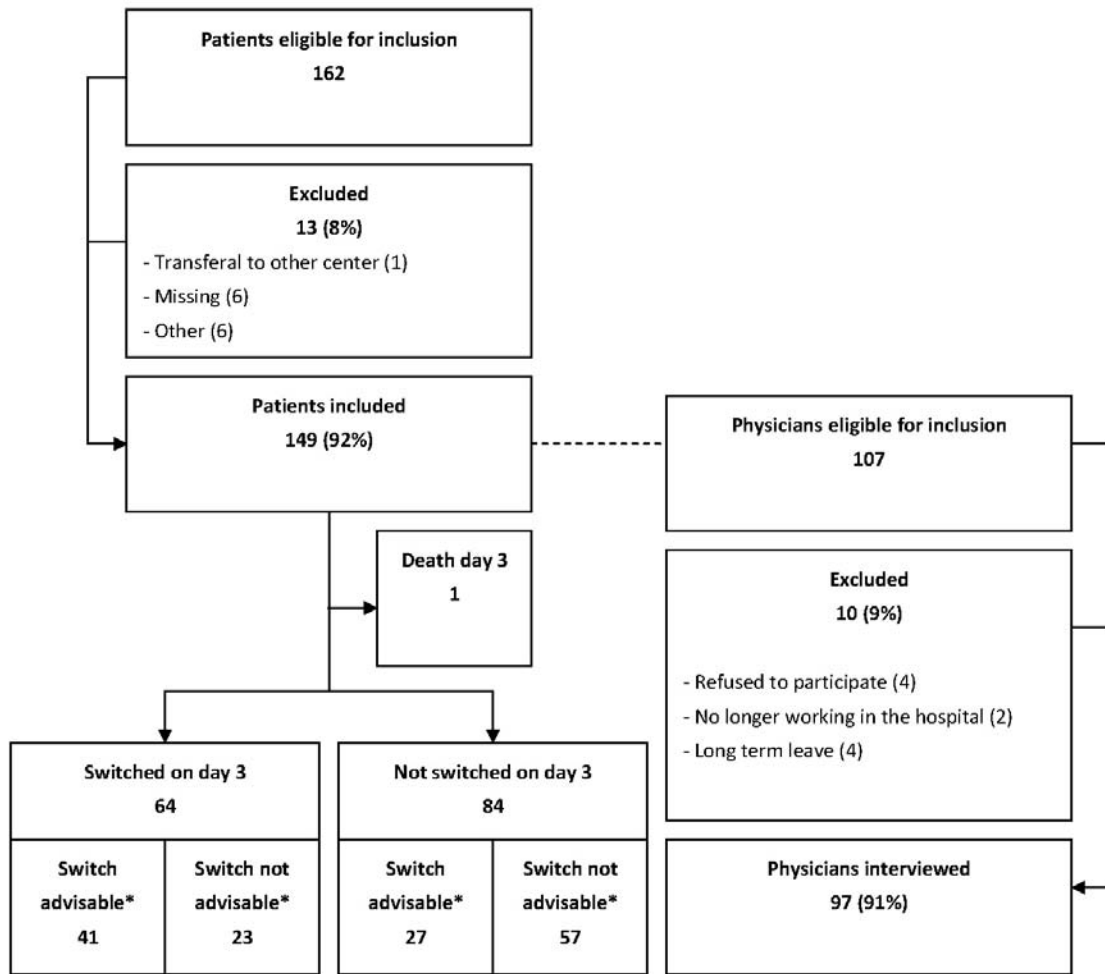 Patients eligible for inclusion
162
Excluded
13 (8%)
- Transferal to other center (1)
- Missing (6)
- Other (6)
Patients included
149 (92%)
Physicians eligible for inclusion
107
Death day 3
1
Excluded
10 (9%)
- Refused to participate (4)
- No longer working in the hospital (2)
- Long term leave (4)
Switched on day 3
64
Not switched on day 3
84
Switch
advisable*
41
Switch not
advisable*
23
Switch
advisable*
27
Switch not
advisable*
57
Physicians interviewed
97 (91%)